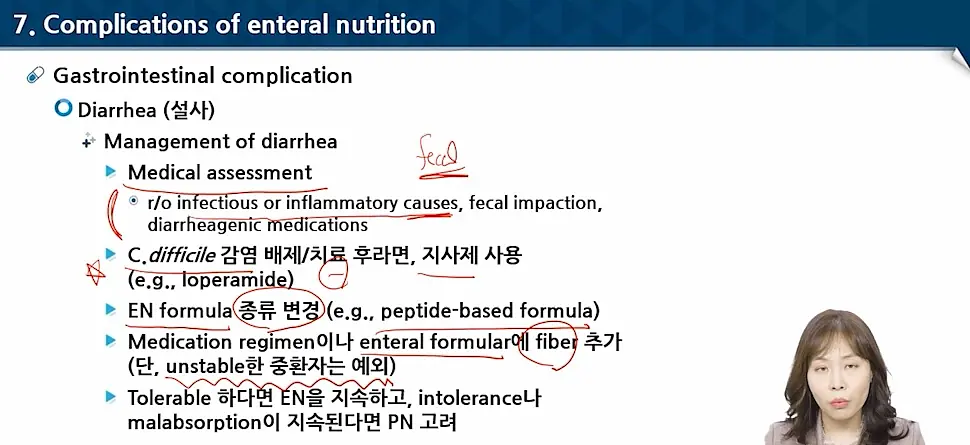 7. Complications of enteral nutrition
Gastrointestinal complication
Diarrhea (설사)
Management of diarrhea
fecal
Medical assessment
r/o infectious or inflammatory causes, fecal impaction,
diarrheagenic medications
C.difficile 감염 배제/치료 후라면, 지사제 사용
(e.g., loperamide)
EN formula 종류 변경 (e.g., peptide-based formula)
Medication regimen이나 enteral formular에 fiber 추가
(단, unstable한 중환자는 예외)
Tolerable 하다면 EN을 지속하고, intolerance나
malabsorption이 지속된다면 PN 고려